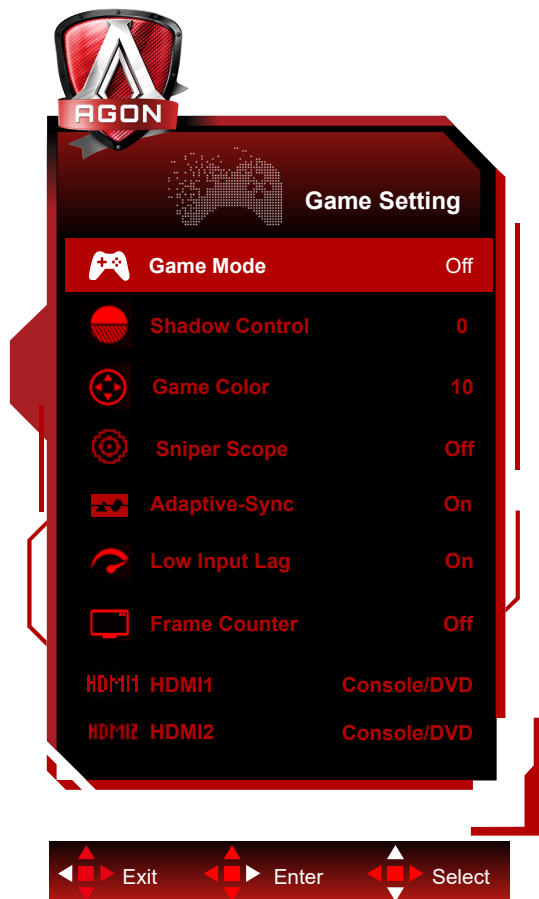 AGON
Game Setting
Game Mode Off
Shadow Control 0
Game Color 10
Sniper Scope Off
Adaptive-Sync On
Low Input Lag On
Frame Counter Off
HDMI1 HDMI1 Console/DVD
HDMI2 HDMI2 Console/DVD
Exit Enter Select